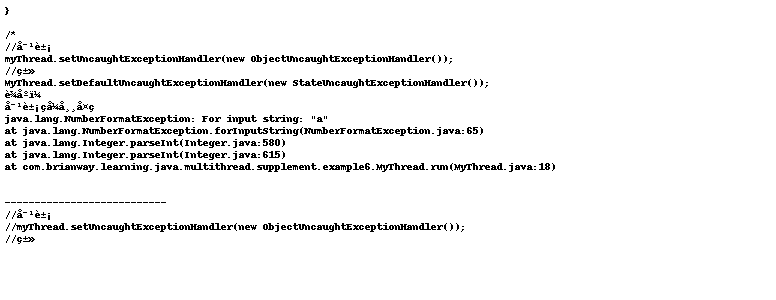 }
/*
//å¯¹è±¡
myThread.setUncaughtExceptionHandler(new ObjectUncaughtExceptionHandler());
//ç±»
MyThread.setDefaultUncaughtExceptionHandler(new StateUncaughtExceptionHandler());
è¾åºï¼
å¯¹è±¡çå¼å¸¸å¤ç
java.lang.NumberFormatException: For input string: "a"
at java.lang.NumberFormatException.forInputString(NumberFormatException.java:65)
at java.lang.Integer.parseInt(Integer.java:580)
at java.lang.Integer.parseInt(Integer.java:615)
at com.brianway.learning.java.multithread.supplement.example6.MyThread.run(MyThread.java:18)
---------------------------
//å¯¹è±¡
//myThread.setUncaughtExceptionHandler(new ObjectUncaughtExceptionHandler());
//ç±»